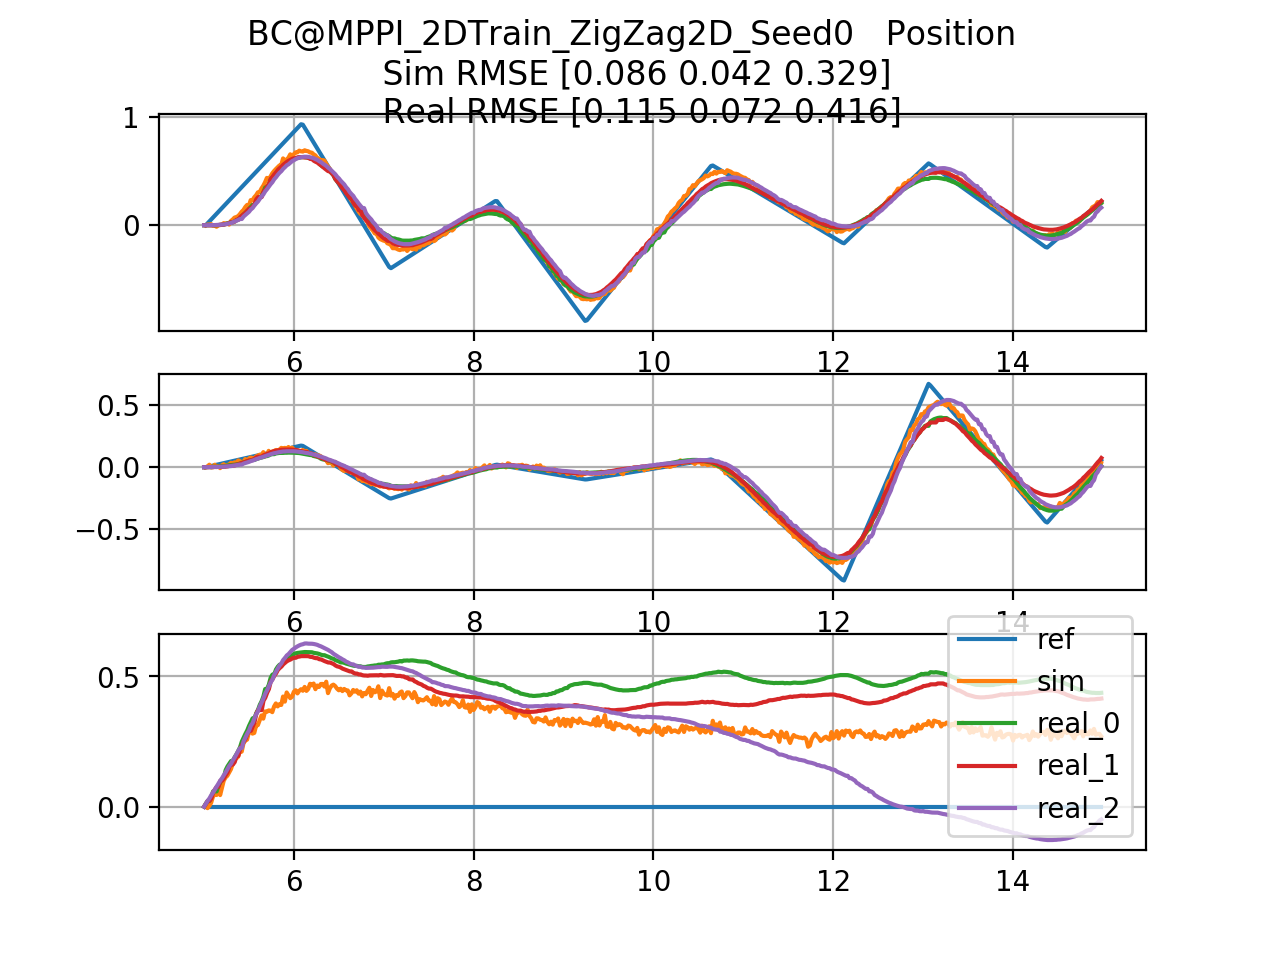 BC@MPPI_2DTrain_ZigZag2D_Seed0 Position
Sim RMSE [0.086 0.042 0.329]
Real RMSE [0.115 0.072 0.416]
1
0
6 8 10 12 14
0.5
0.0
−0.5
6 8 10 12 14
0.5
0.0
ref
sim
real_0
real_1
real_2
6 8 10 12 14